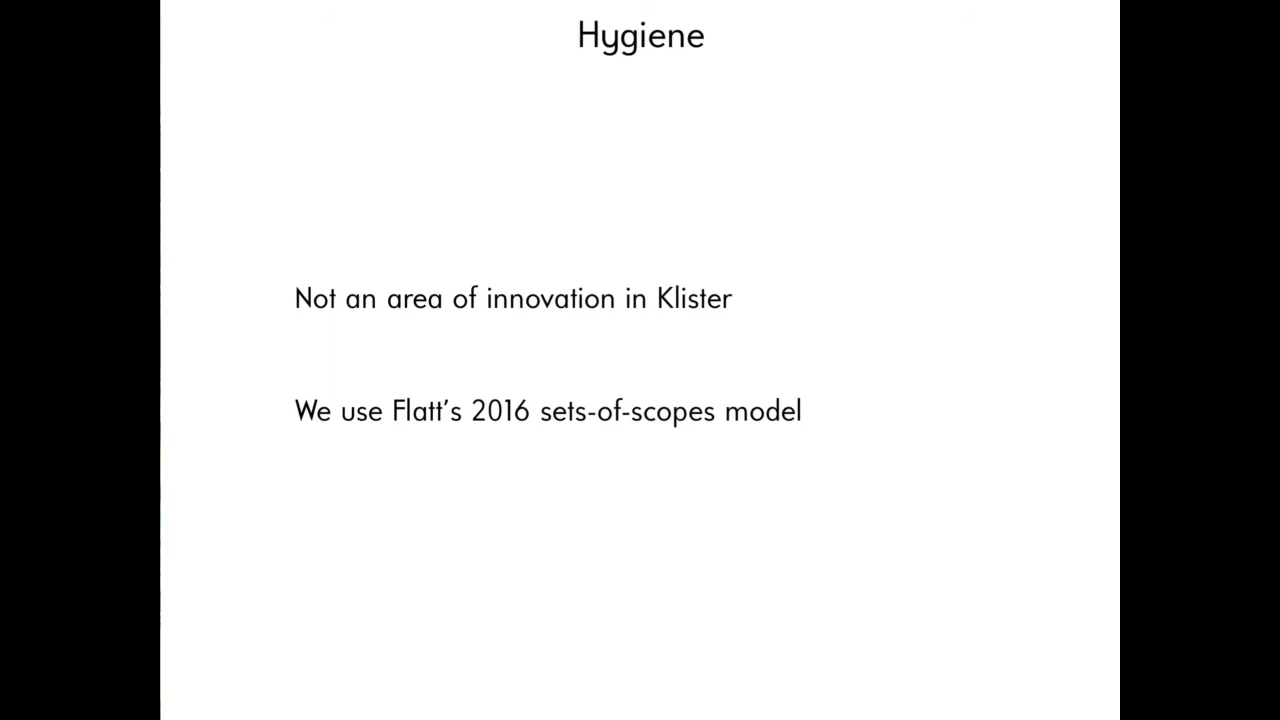 Hygiene
Not an area of innovation in Klister
We use Flatt’s 2016 sets-of-scopes model